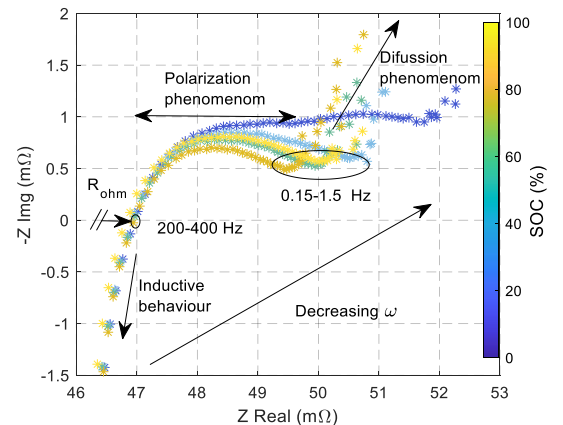 2
1.5
1
0.5
0
-0.5
-1
-1.5
-Z Img (mΩ)
46
47
48
49
50
51
52
53
Z Real (mΩ)
Polarization
phenomenom
Difussion
phenomenom
R_ohm
200-400 Hz
0.15-1.5 Hz
Inductive
behaviour
Decreasing ω
100
80
60
40
20
0
SOC (%)